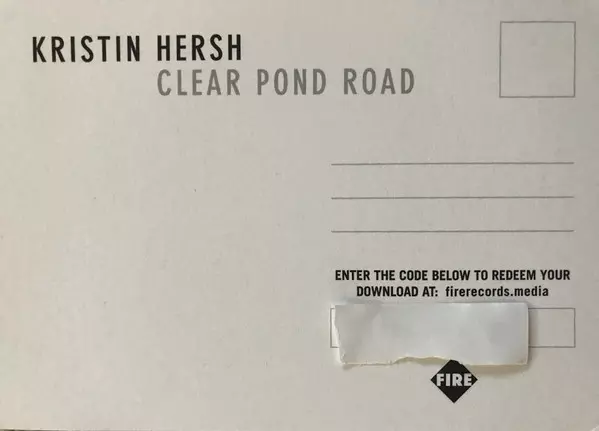 KRISTIN HERSH
CLEAR POND ROAD
ENTER THE CODE BELOW TO REDEEM YOUR
DOWNLOAD AT: firerecords.media
FIRE